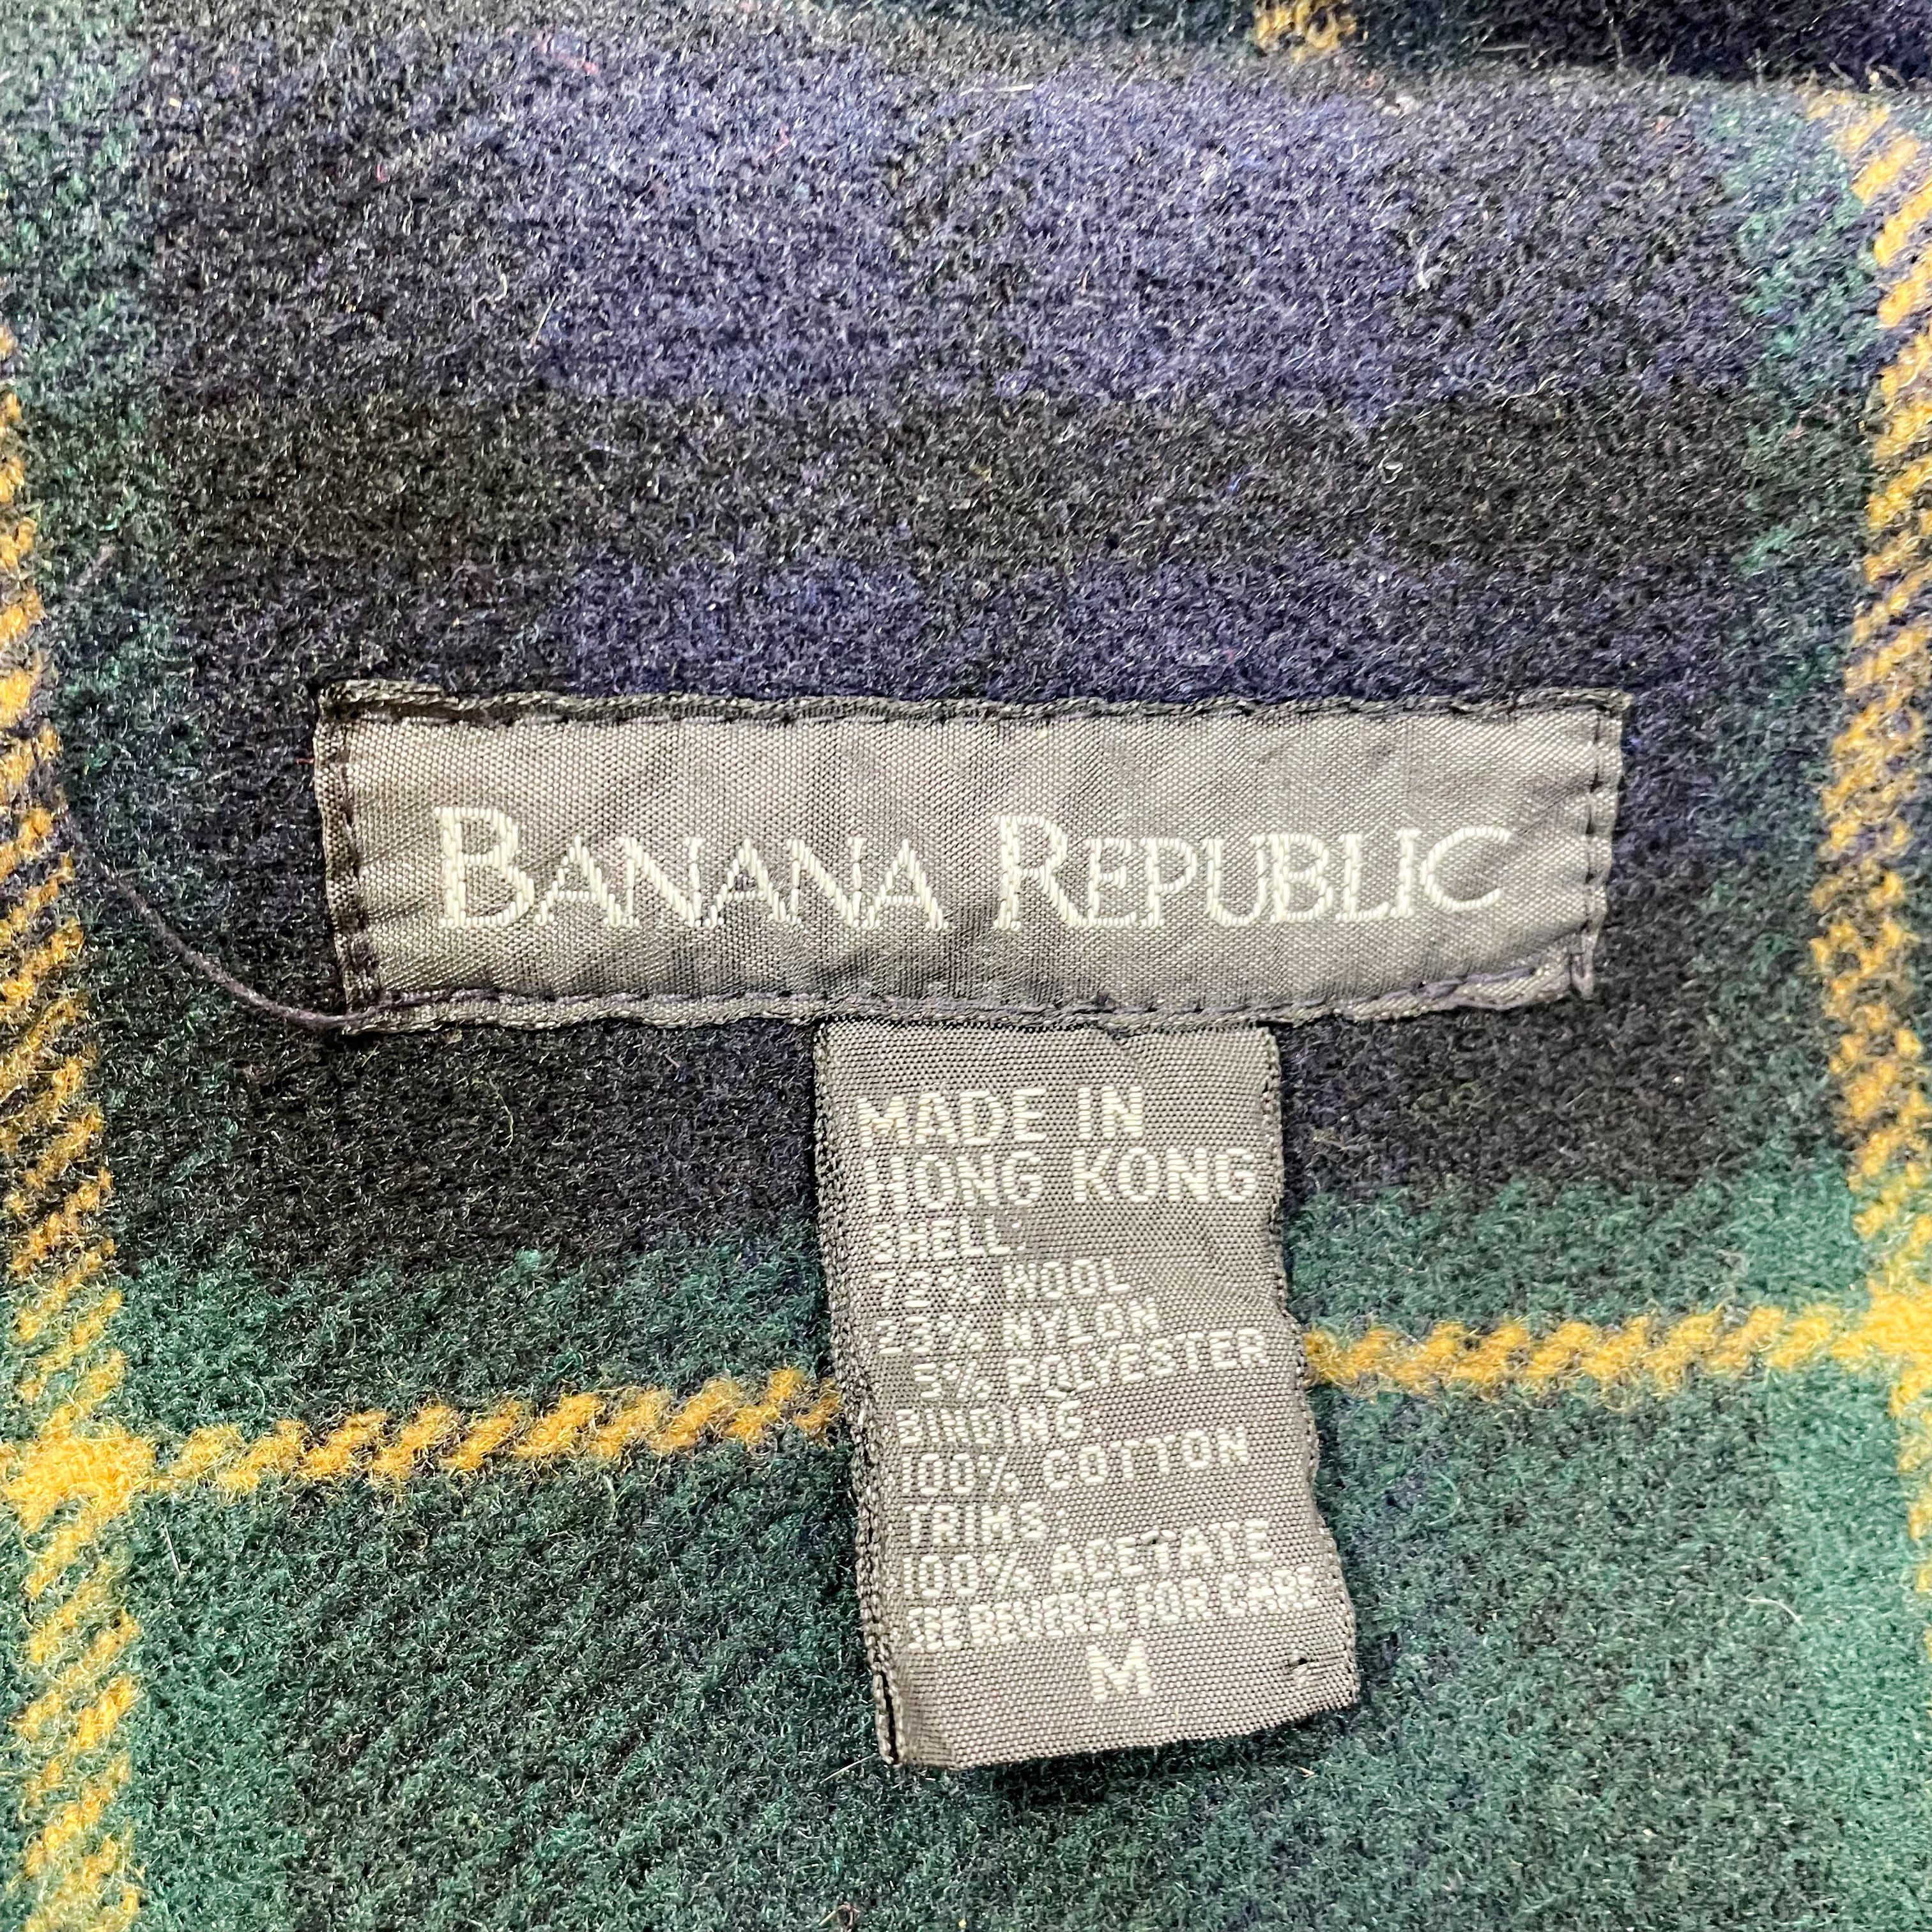 BANANA REPUBLIC
MADE IN
HONG KONG
SHELL:
72% WOOL
23% NYLON
5% POLYESTER
BINDING
100% COTTON
TRIMS:
100% ACETATE
SEE REVERSE FOR CARE
M